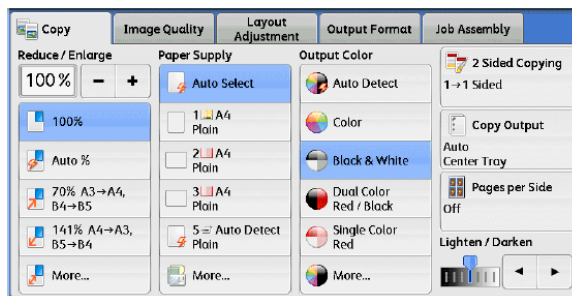 Copy
Image Quality
Layout
Adjustment
Output Format
Job Assembly
Reduce / Enlarge
100%
−
+
100%
Auto %
70% A3→A4,
B4→B5
141% A4→A3,
B5→B4
More...
Paper Supply
Auto Select
1 A4
Plain
2 A4
Plain
3 A4
Plain
5 Auto Detect
Plain
More...
Output Color
Auto Detect
Color
Black & White
Dual Color
Red / Black
Single Color
Red
More...
2 Sided Copying
1→1 Sided
Copy Output
Auto
Center Tray
Pages per Side
Off
Lighten / Darken